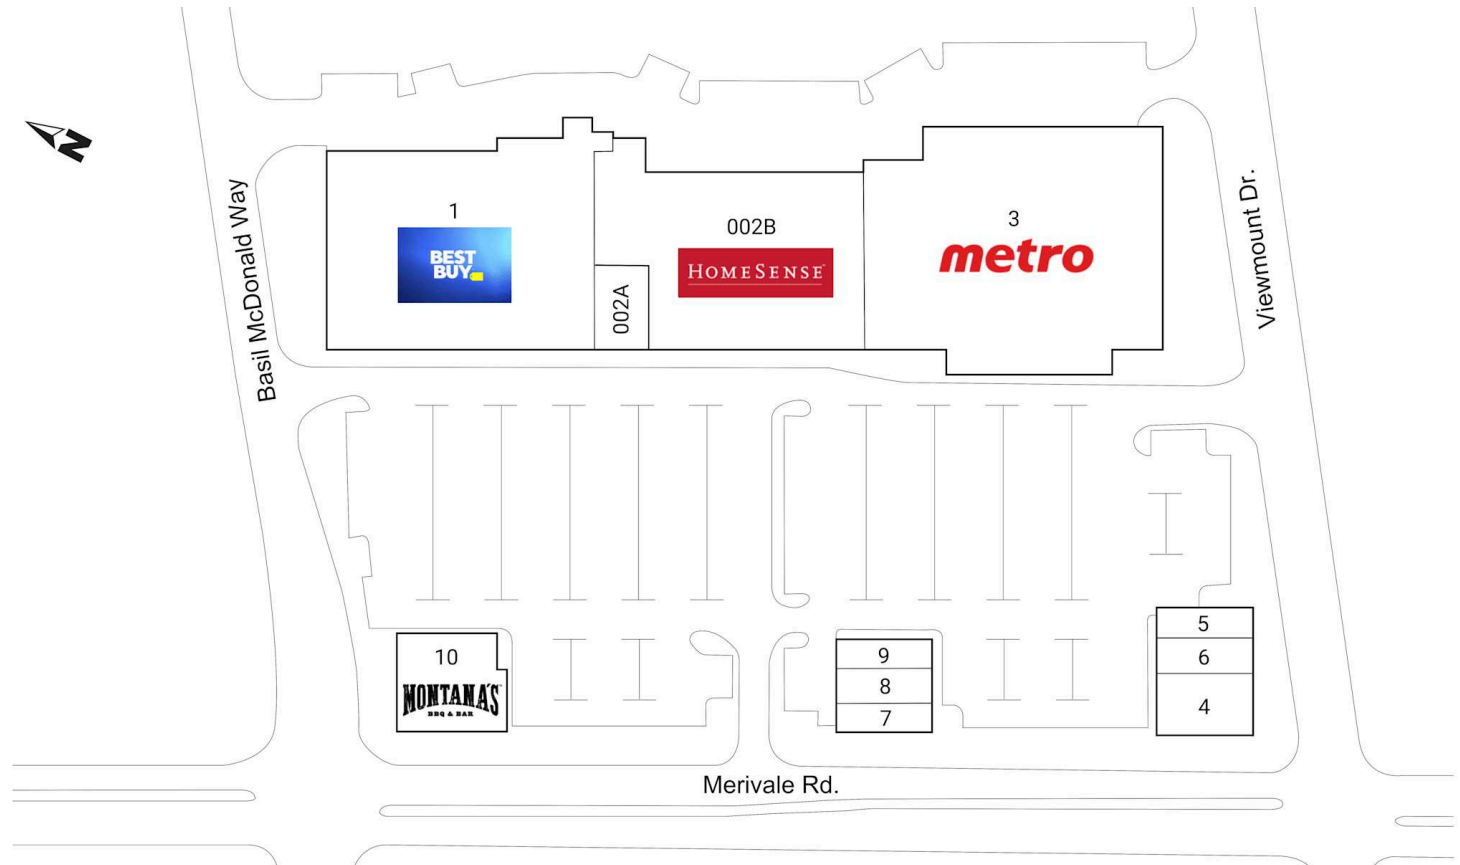 N
Basil McDonald Way
Viewmount Dr.
1
BEST
BUY
002A
002B
HOMESENSE
3
metro
10
MONTANA'S
BBQ & BAR
9
8
7
5
6
4
Merivale Rd.